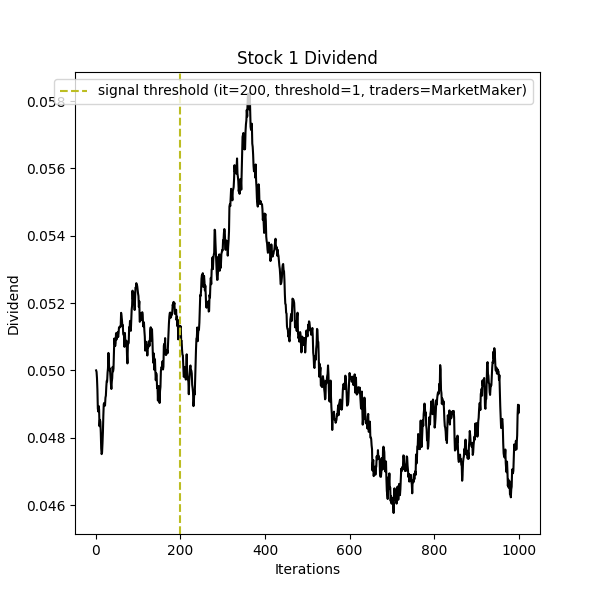 Stock 1 Dividend
signal threshold (it=200, threshold=1, traders=MarketMaker)
0.058
0.056
0.054
0.052
0.050
0.048
0.046
Dividend
0 200 400 600 800 1000
Iterations